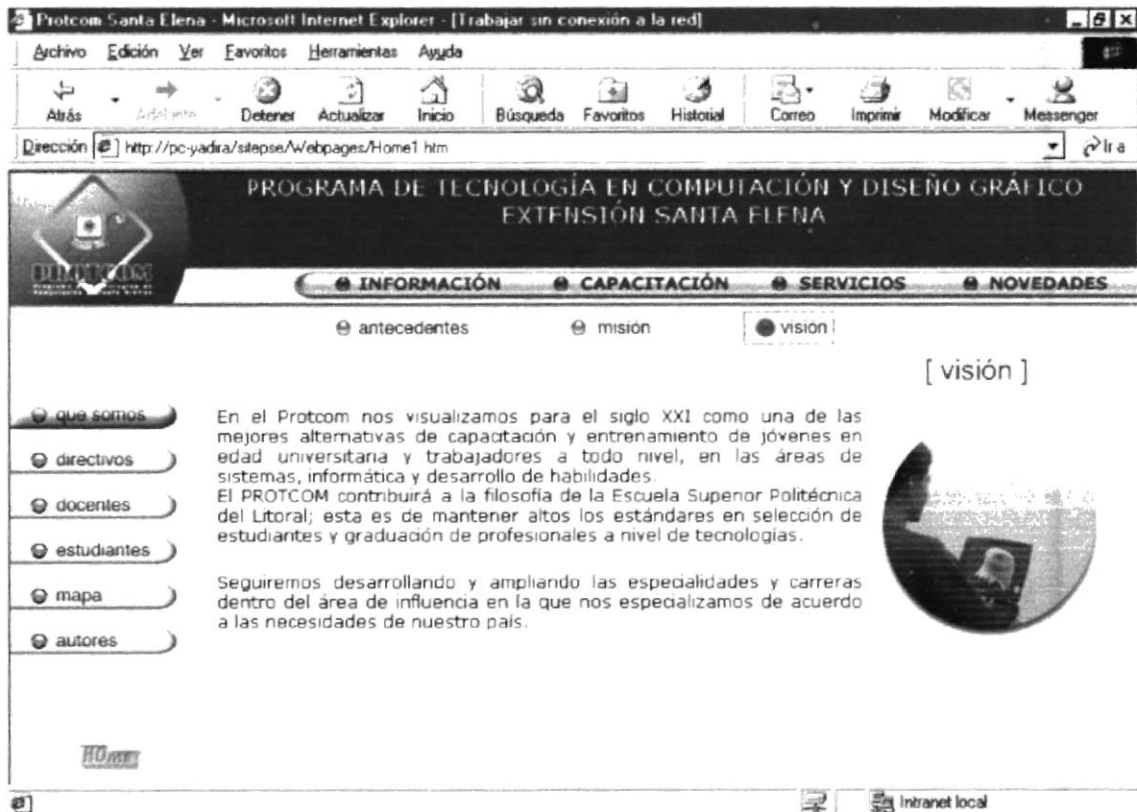 Protcom Santa Elena - Microsoft Internet Explorer - [Trabajar sin conexión a la red]
Archivo Edición Ver Favoritos Herramientas Ayuda
Atrás Adelante Detener Actualizar Inicio Búsqueda Favoritos Historial Correo Imprimir Modificar Messenger
Dirección http://pc-yadira/sitepse/Webpages/Home1 htm Ir a
PROGRAMA DE TECNOLOGÍA EN COMPUTACIÓN Y DISEÑO GRÁFICO
EXTENSIÓN SANTA ELENA
PROTCOM
INFORMACIÓN CAPACITACIÓN SERVICIOS NOVEDADES
antecedentes misión visión
[ visión ]
que somos
directivos
docentes
estudiantes
mapa
autores
En el Protcom nos visualizamos para el siglo XXI como una de las
mejores alternativas de capacitación y entrenamiento de jóvenes en
edad universitaria y trabajadores a todo nivel, en las áreas de
sistemas, informática y desarrollo de habilidades.
El PROTCOM contribuirá a la filosofía de la Escuela Superior Politécnica
del Litoral; esta es de mantener altos los estándares en selección de
estudiantes y graduación de profesionales a nivel de tecnologías.
Seguiremos desarrollando y ampliando las especialidades y carreras
dentro del área de influencia en la que nos especializamos de acuerdo
a las necesidades de nuestro país.
Intranet local